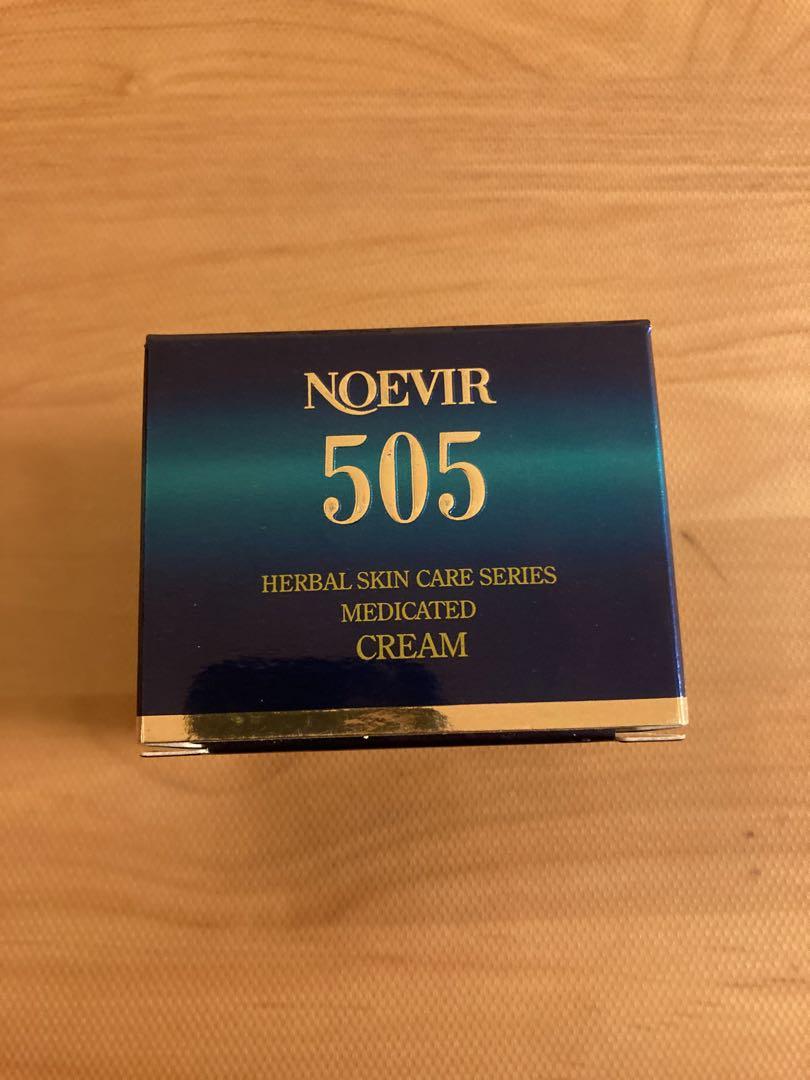 NOEVIR
505
HERBAL SKIN CARE SERIES
MEDICATED
CREAM